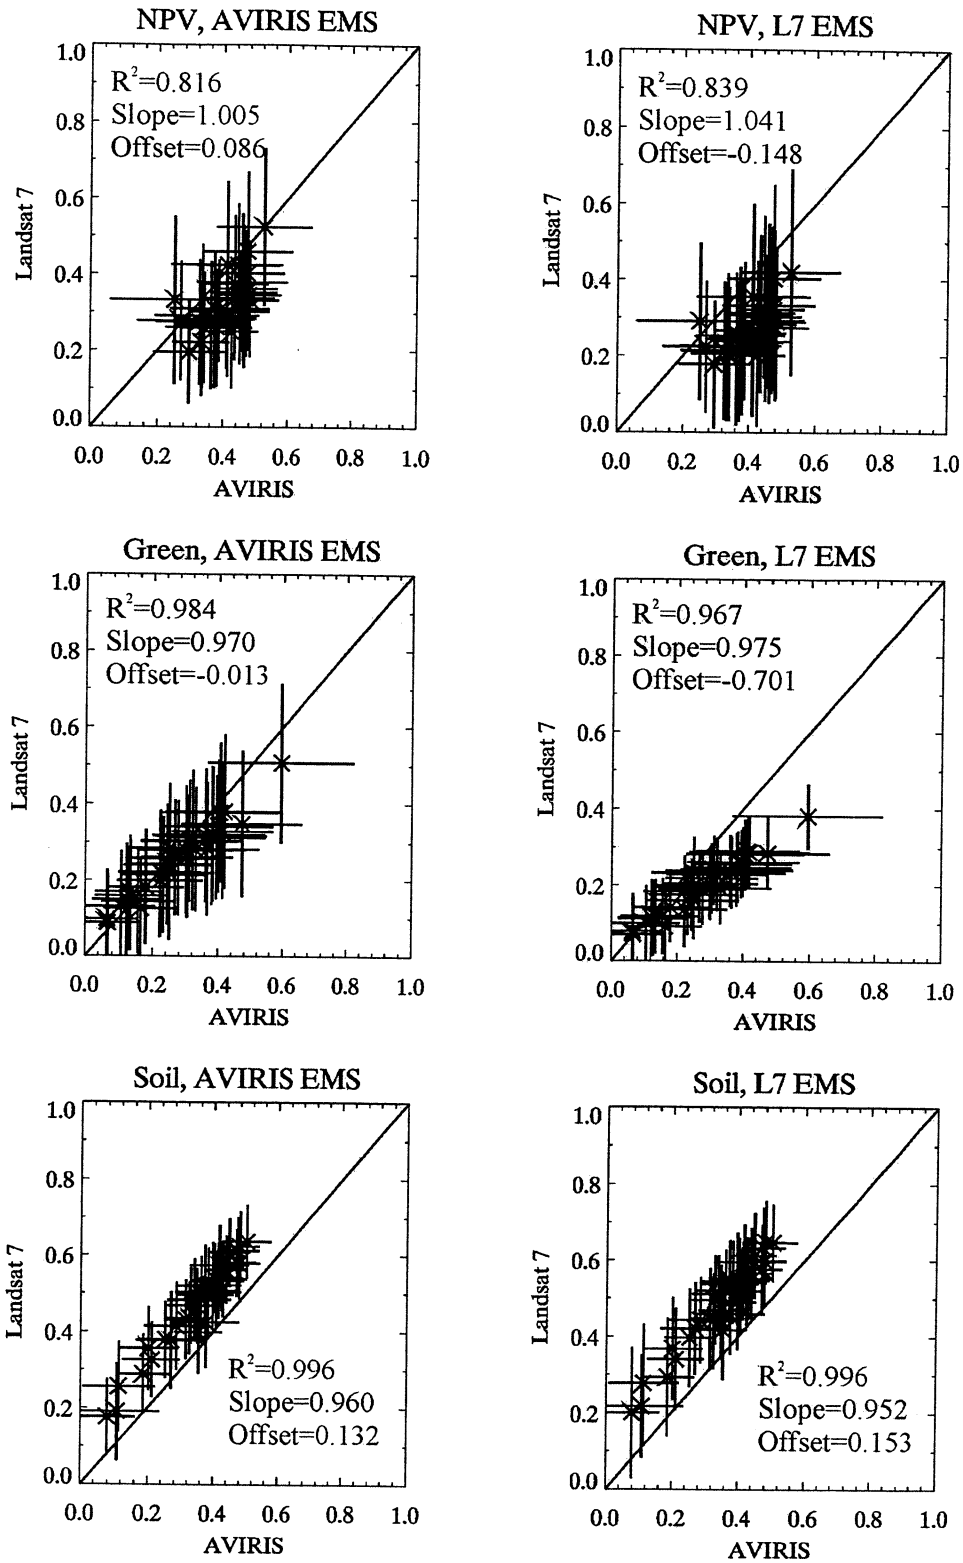 NPV, AVIRIS EMS
1.0
R²=0.816
Slope=1.005
Offset=0.086
0.8
0.6
Landsat 7
0.4
0.2
0.0
0.0 0.2 0.4 0.6 0.8 1.0
AVIRIS
NPV, L7 EMS
1.0
R²=0.839
Slope=1.041
Offset=-0.148
0.8
0.6
Landsat 7
0.4
0.2
0.0
0.0 0.2 0.4 0.6 0.8 1.0
AVIRIS
Green, AVIRIS EMS
1.0
R²=0.984
Slope=0.970
Offset=-0.013
0.8
0.6
Landsat 7
0.4
0.2
0.0
0.0 0.2 0.4 0.6 0.8 1.0
AVIRIS
Green, L7 EMS
1.0
R²=0.967
Slope=0.975
Offset=-0.701
0.8
0.6
Landsat 7
0.4
0.2
0.0
0.0 0.2 0.4 0.6 0.8 1.0
AVIRIS
Soil, AVIRIS EMS
1.0
0.8
0.6
Landsat 7
0.4
R²=0.996
Slope=0.960
Offset=0.132
0.2
0.0
0.0 0.2 0.4 0.6 0.8 1.0
AVIRIS
Soil, L7 EMS
1.0
0.8
0.6
Landsat 7
0.4
R²=0.996
Slope=0.952
Offset=0.153
0.2
0.0
0.0 0.2 0.4 0.6 0.8 1.0
AVIRIS